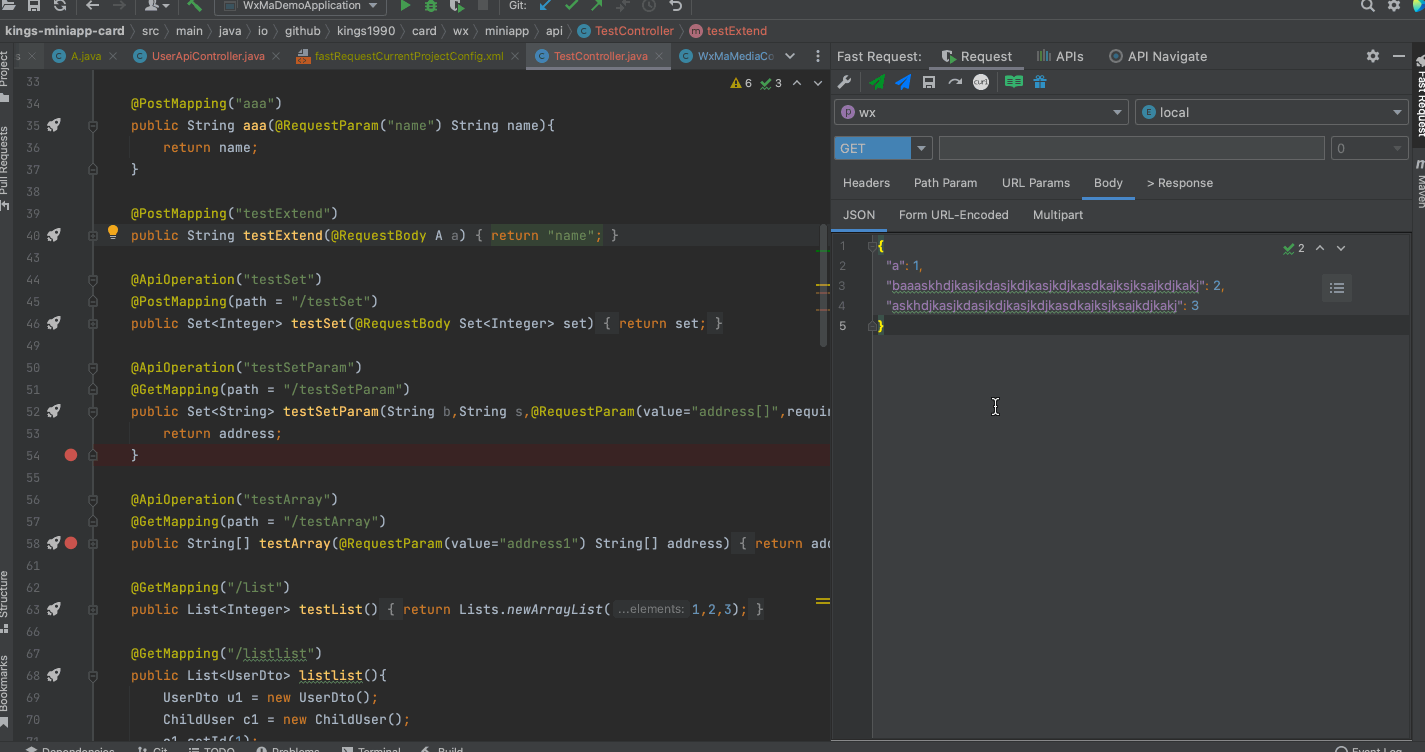 WxMaDemoApplication Git:
kings-miniapp-card > src > main > java > io > github > kings1990 > card > wx > miniapp > api > TestController > testExtend
A.java UserApiController.java fastRequestCurrentProjectConfig.xml TestController.java WxMaMediaCo
6 3
33
34 @PostMapping("aaa")
35 public String aaa(@RequestParam("name") String name){
36 return name;
37 }
38
39 @PostMapping("testExtend")
40 public String testExtend(@RequestBody A a) { return "name"; }
43
44 @ApiOperation("testSet")
45 @PostMapping(path = "/testSet")
46 public Set<Integer> testSet(@RequestBody Set<Integer> set) { return set; }
49
50 @ApiOperation("testSetParam")
51 @GetMapping(path = "/testSetParam")
52 public Set<String> testSetParam(String b,String s,@RequestParam(value="address[]",requir
53 return address;
54 }
55
56 @ApiOperation("testArray")
57 @GetMapping(path = "/testArray")
58 public String[] testArray(@RequestParam(value="address1") String[] address) { return add
61
62 @GetMapping("/list")
63 public List<Integer> testList() { return Lists.newArrayList( ...elements: 1,2,3); }
66
67 @GetMapping("/listlist")
68 public List<UserDto> listlist(){
69 UserDto u1 = new UserDto();
70 ChildUser c1 = new ChildUser();
71 c1.setId(1);
Project
Pull Requests
Structure
Bookmarks
Fast Request: Request APIs API Navigate
curl
wx local
GET 0
Headers Path Param URL Params Body > Response
JSON Form URL-Encoded Multipart
1 {
2 "a": 1,
3 "baaaskhdjkasjkdasjkdjkasjkdjkasdkajksjksajkdjkakj": 2,
4 "askhdjkasjkdasjkdjkasjkdjkasdkajksjksajkdjkakj": 3
5 }
2
Fast Request
Maven
Dependencies Git TODO Problems Terminal Build Event Log